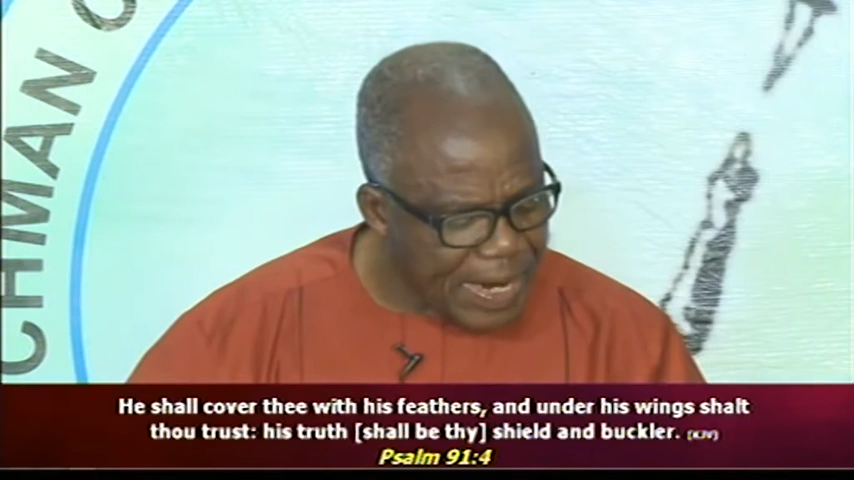 CHMAN O
He shall cover thee with his feathers, and under his wings shalt
thou trust: his truth [shall be thy] shield and buckler. (KJV)
Psalm 91:4